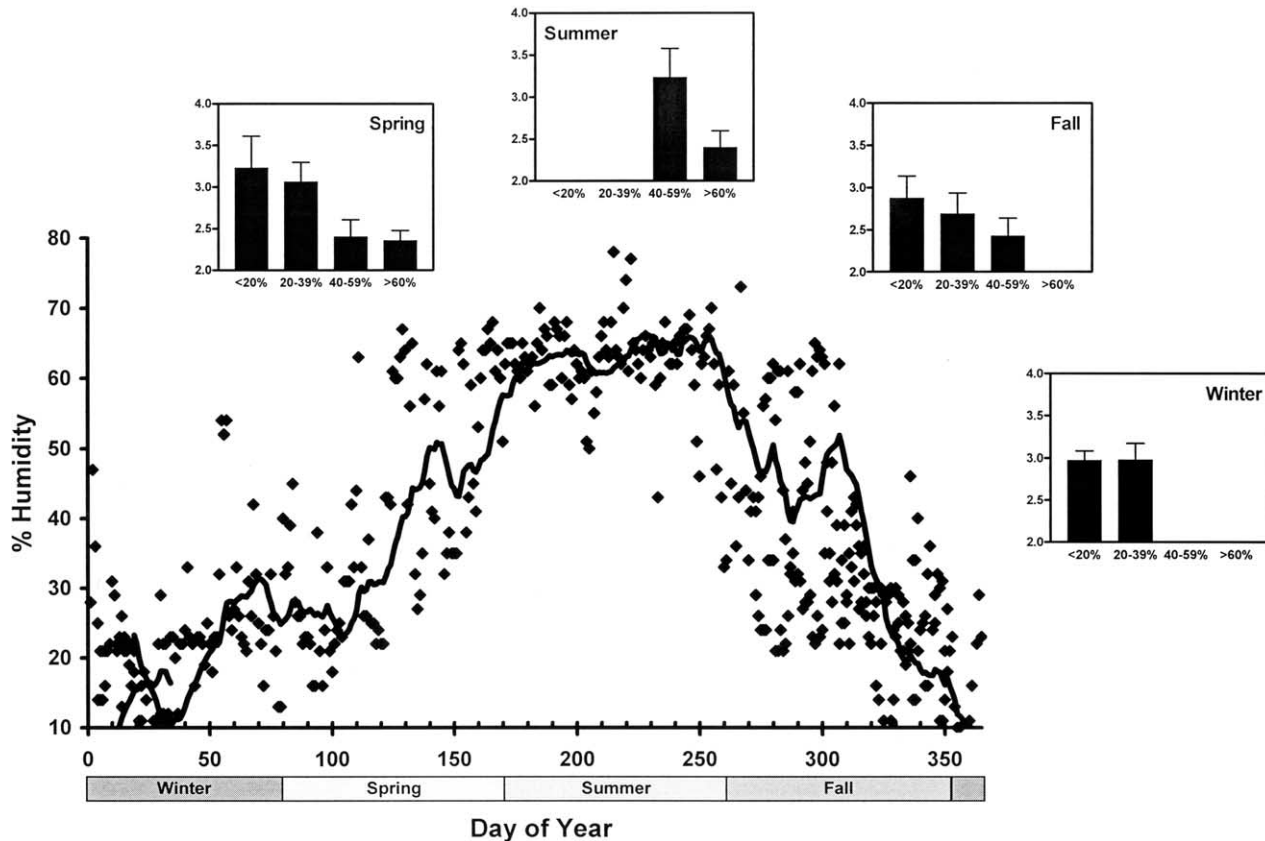 Summer
4.0
3.5
3.0
2.5
2.0
<20% 20-39% 40-59% >60%
Spring
4.0
3.5
3.0
2.5
2.0
<20% 20-39% 40-59% >60%
Fall
4.0
3.5
3.0
2.5
2.0
<20% 20-39% 40-59% >60%
Winter
4.0
3.5
3.0
2.5
2.0
<20% 20-39% 40-59% >60%
% Humidity
80
70
60
50
40
30
20
10
0 50 100 150 200 250 300 350
Winter Spring Summer Fall
Day of Year